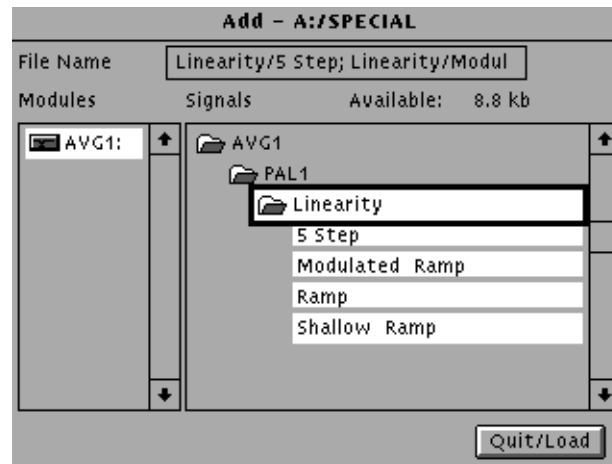 Add - A:/SPECIAL
File Name Linearity/5 Step; Linearity/Modul
Modules Signals Available: 8.8 kb
AVG1: AVG1
PAL1
Linearity
5 Step
Modulated Ramp
Ramp
Shallow Ramp
Quit/Load